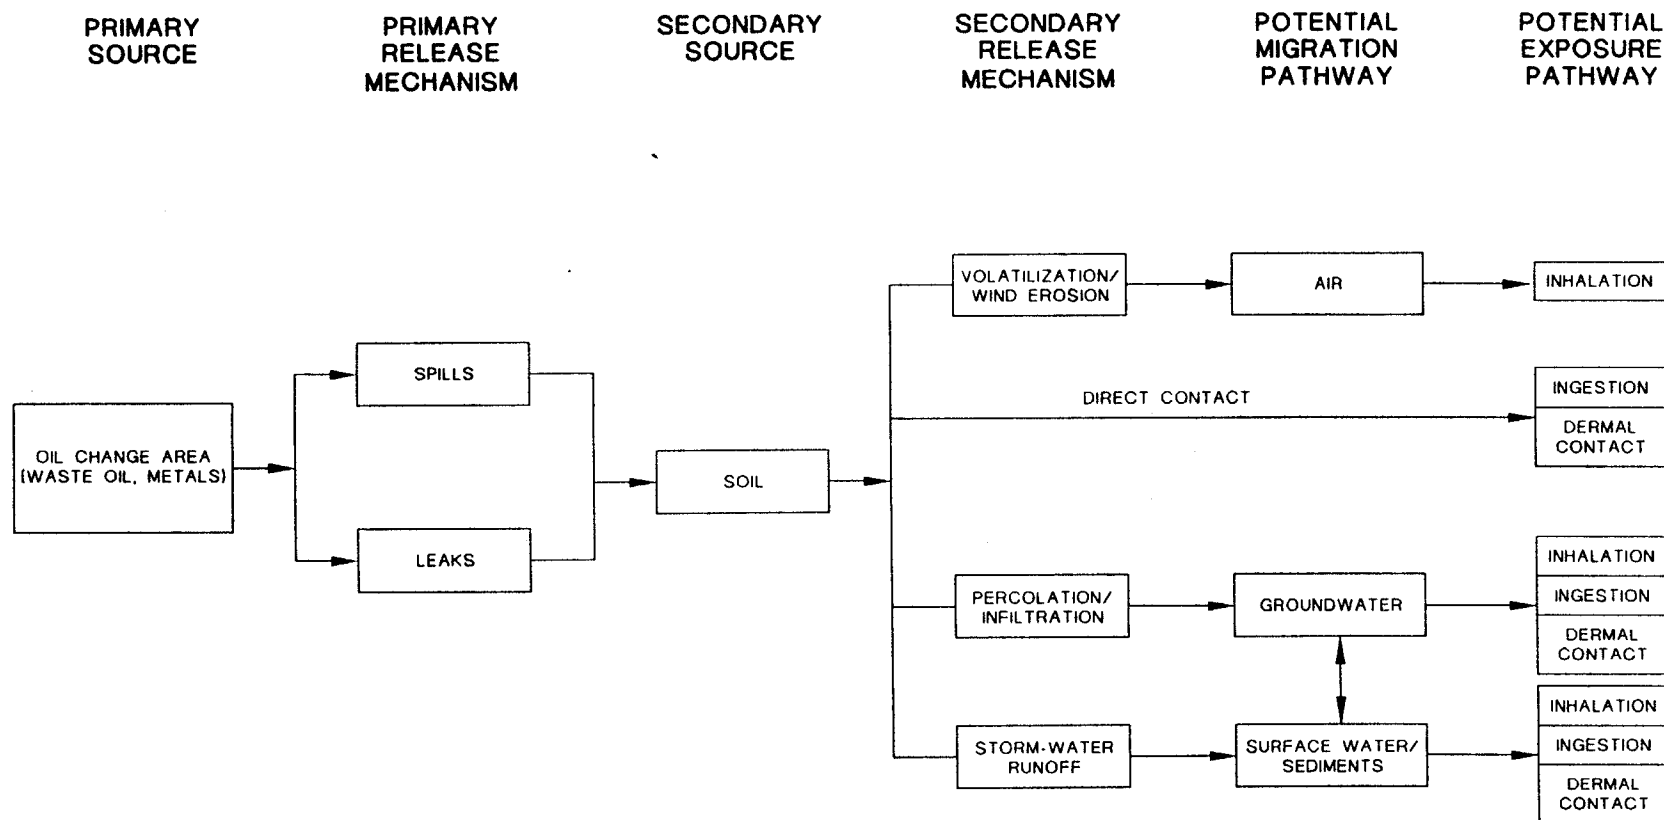 PRIMARY
SOURCE
PRIMARY
RELEASE
MECHANISM
SECONDARY
SOURCE
SECONDARY
RELEASE
MECHANISM
POTENTIAL
MIGRATION
PATHWAY
POTENTIAL
EXPOSURE
PATHWAY
OIL CHANGE AREA
(WASTE OIL, METALS)
SPILLS
LEAKS
SOIL
VOLATILIZATION/
WIND EROSION
AIR
INHALATION
DIRECT CONTACT
INGESTION
DERMAL
CONTACT
PERCOLATION/
INFILTRATION
GROUNDWATER
INHALATION
INGESTION
DERMAL
CONTACT
STORM-WATER
RUNOFF
SURFACE WATER/
SEDIMENTS
INHALATION
INGESTION
DERMAL
CONTACT